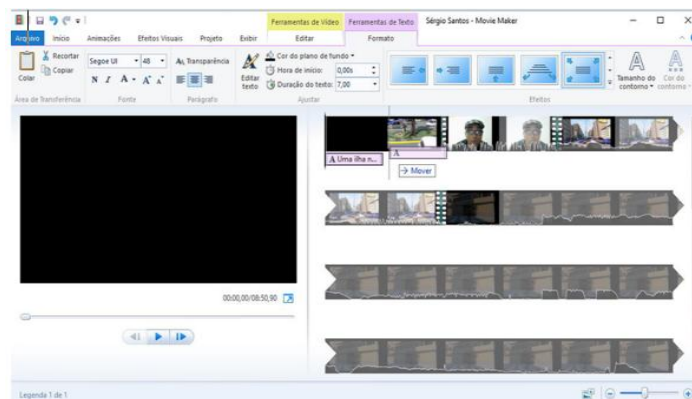 Ferramentas de Vídeo Ferramentas de Texto Sérgio Santos - Movie Maker
Arquivo Início Animações Efeitos Visuais Projeto Exibir Editar Formato
Colar
Recortar
Copiar
Segoe UI 48
N I A A A
A Transparência
Editar texto
Cor do plano de fundo
Hora de início: 0,00s
Duração do texto: 7,00
Tamanho do contorno
Cor do contorno
Área de Transferência Fonte Parágrafo Ajustar Efeitos
A Uma ilha n...
A
Mover
00:00,00/08:50,90
Legenda 1 de 1